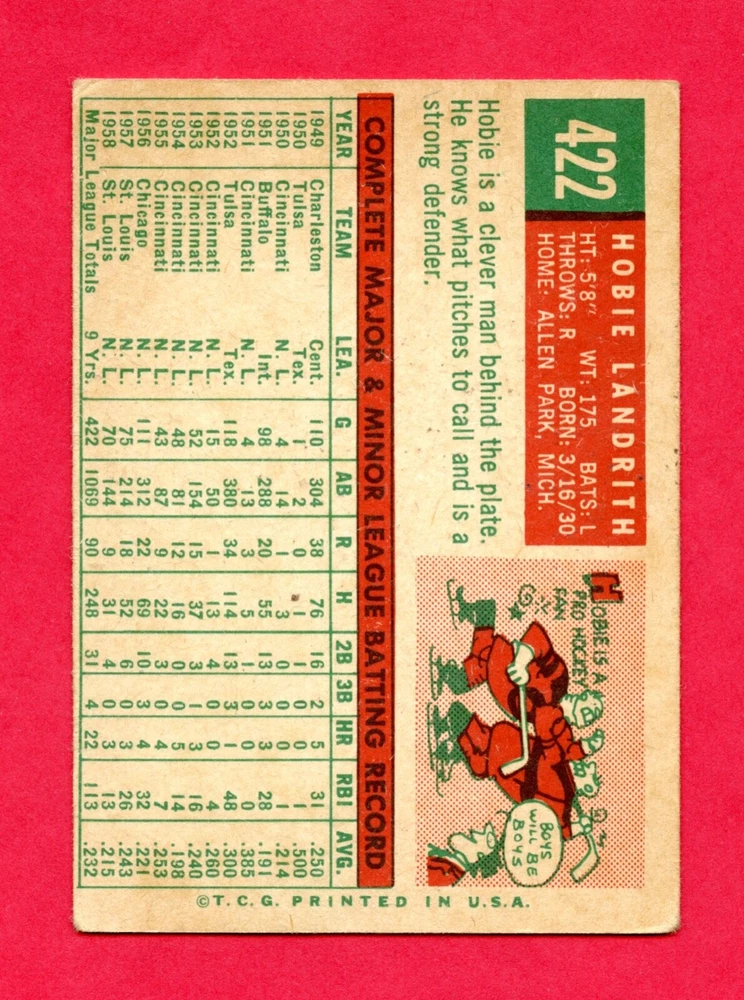 422
HOBIE LANDRITH
HT: 5'8" WT: 175 BATS: L
THROWS: R BORN: 3/16/30
HOME: ALLEN PARK, MICH.
Hobie is a clever man behind the plate.
He knows what pitches to call and is a
strong defender.
HOBIE IS A
PRO HOCKEY
FAN
BOYS
WILL BE
BOYS
COMPLETE MAJOR & MINOR LEAGUE BATTING RECORD
YEAR TEAM LEA. G AB R H 2B 3B HR RBI AVG.
1949 Charleston Cent. 110 304 38 76 16 2 5 31 .250
1950 Tulsa Tex. 1 2 0 1 0 0 0 1 .500
1950 Cincinnati N. L. 4 14 1 3 0 0 0 1 .214
1951 Buffalo Int. 98 288 20 55 13 3 3 28 .191
1951 Cincinnati N. L. 4 13 3 5 1 0 0 0 .385
1952 Tulsa Tex. 118 380 34 114 13 3 1 48 .300
1952 Cincinnati N. L. 15 50 1 13 4 0 0 4 .260
1953 Cincinnati N. L. 52 154 15 37 3 1 3 16 .240
1954 Cincinnati N. L. 48 81 12 16 0 0 5 14 .198
1955 Cincinnati N. L. 43 87 9 22 3 0 4 7 .253
1956 Chicago N. L. 111 312 22 69 10 3 4 32 .221
1957 St. Louis N. L. 75 214 18 52 6 0 3 26 .243
1958 St. Louis N. L. 70 144 9 31 4 0 3 13 .215
Major League Totals 9 Yrs. 422 1069 90 248 31 4 22 113 .232
©T.C.G. PRINTED IN U.S.A.